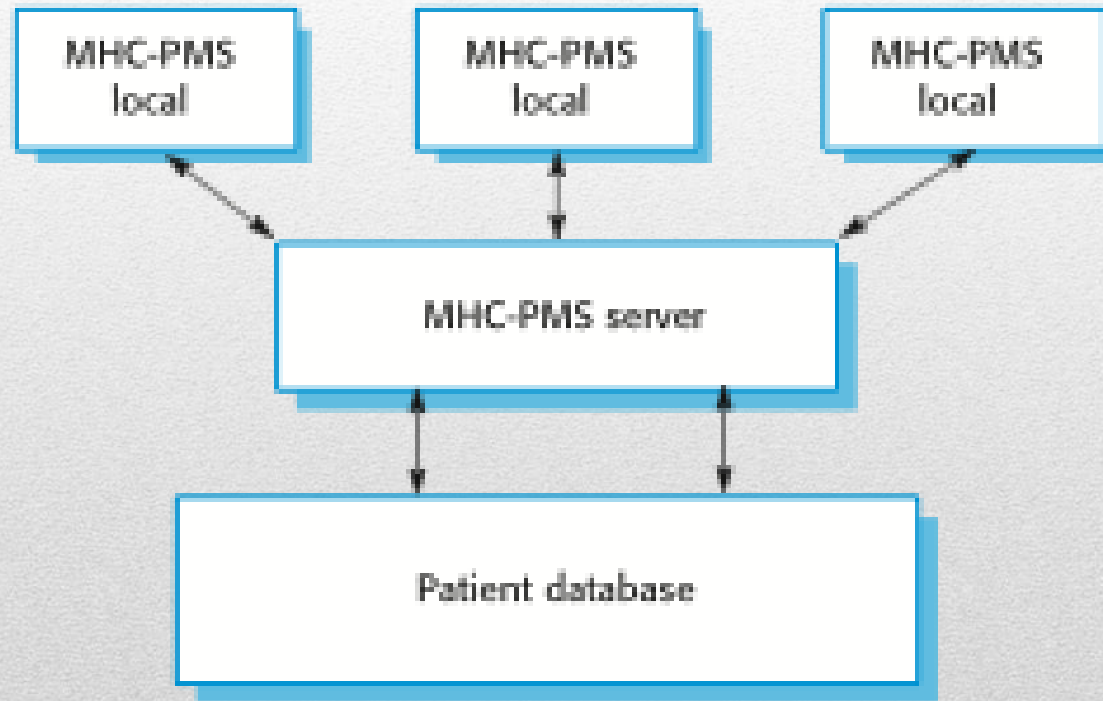 MHC-PMS
local
MHC-PMS
local
MHC-PMS
local
MHC-PMS server
Patient database